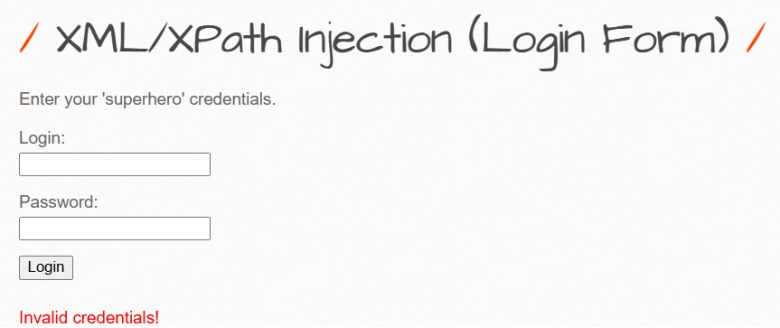 / XML/XPath Injection (Login Form) /
Enter your 'superhero' credentials.
Login:
Password:
Login
Invalid credentials!